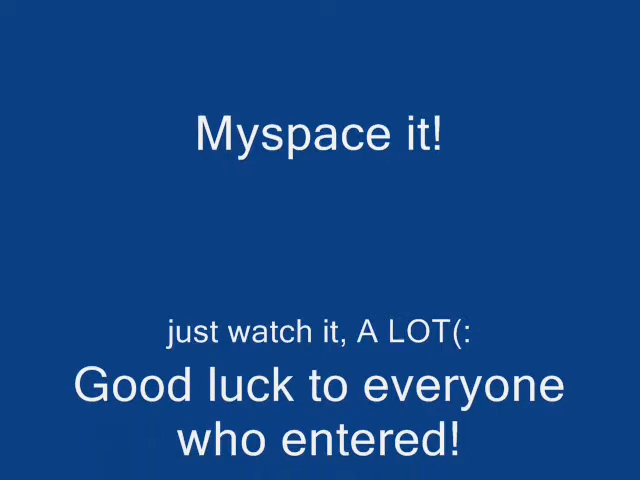 Myspace it!
just watch it, A LOT(:
Good luck to everyone
who entered!